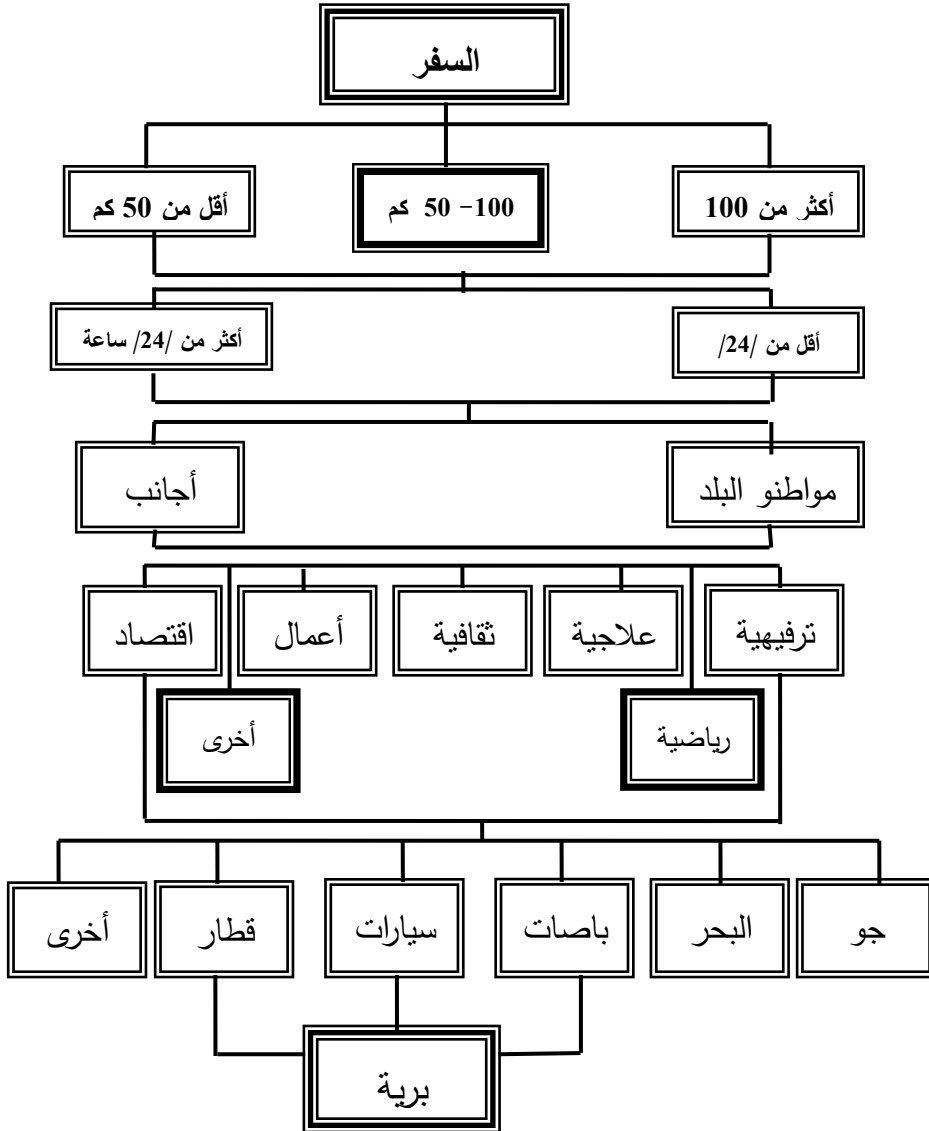 السفر
أكثر من 100
50 -100 كم
أقل من 50 كم
أقل من /24/
أكثر من /24/ ساعة
مواطنو البلد
أجانب
ترفيهية
علاجية
ثقافية
أعمال
اقتصاد
رياضية
أخرى
جو
البحر
باصات
سيارات
قطار
أخرى
برية